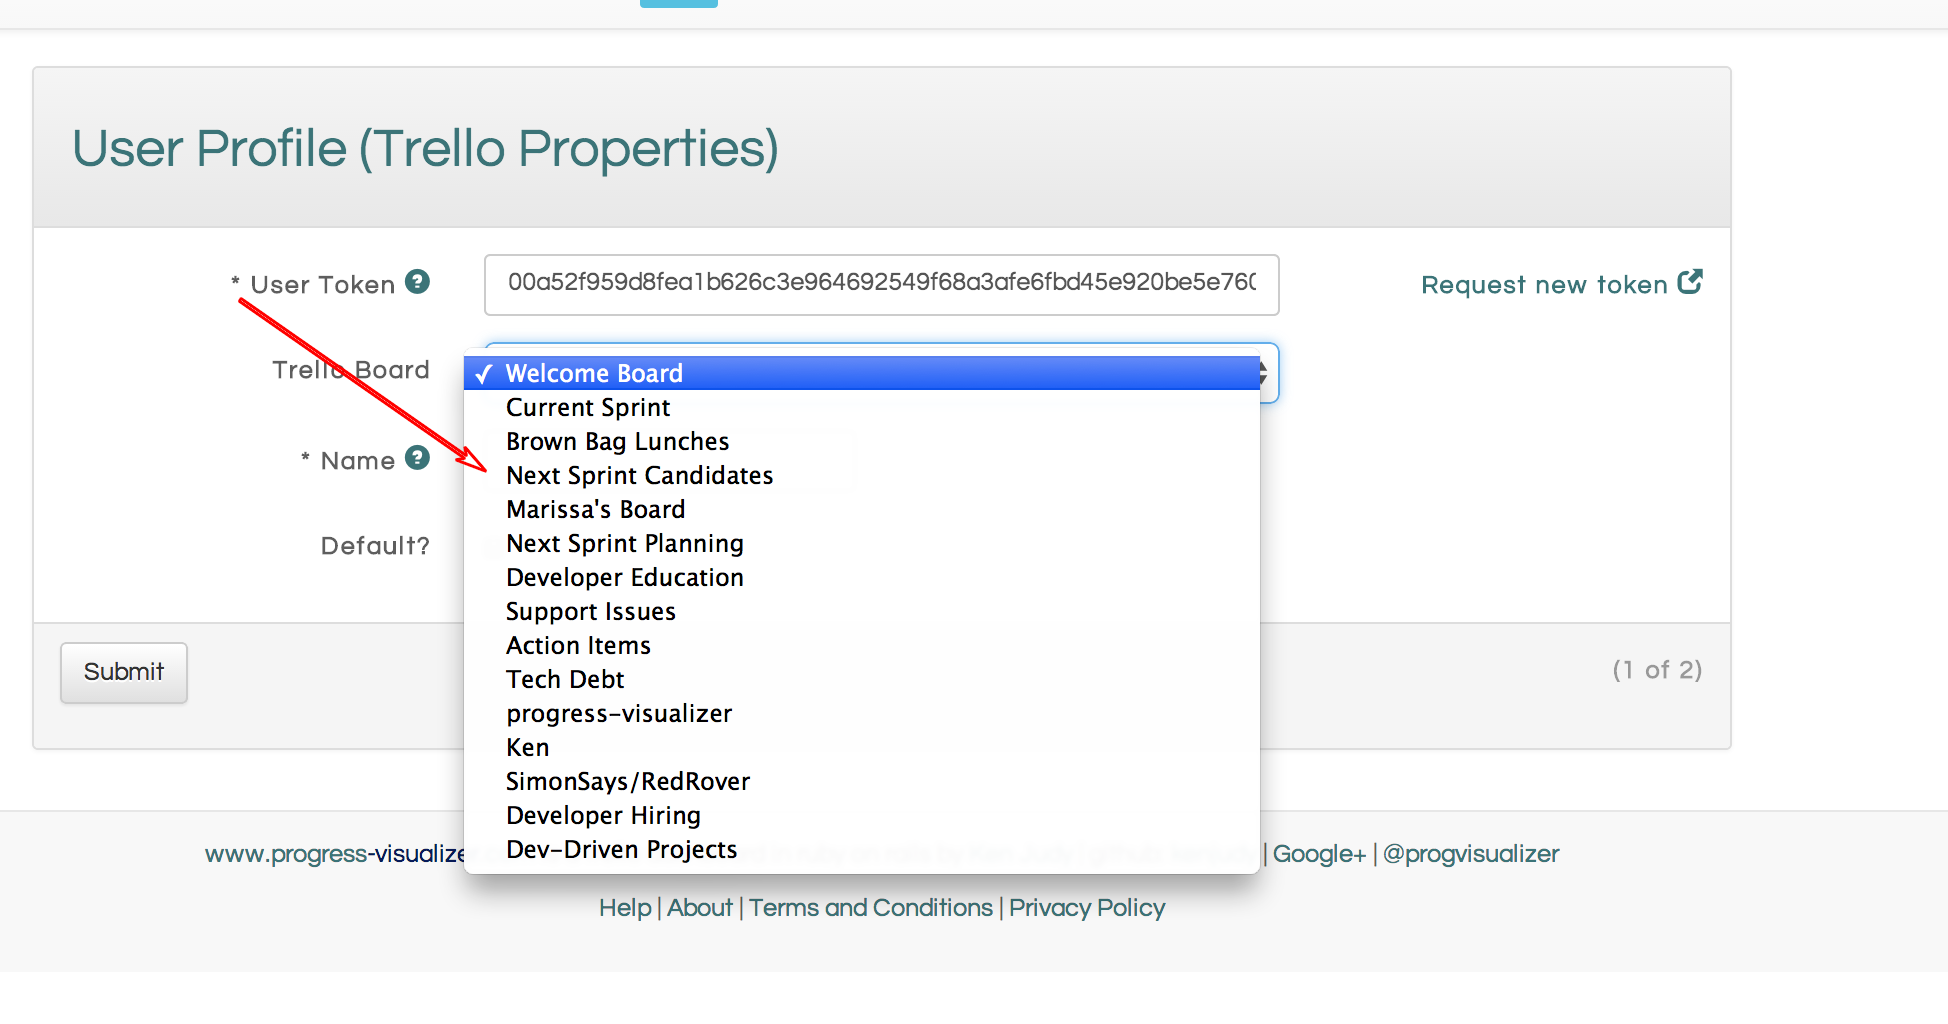 User Profile (Trello Properties)
* User Token ?
00a52f959d8fea1b626c3e964692549f68a3afe6fbd45e920be5e760
Request new token
Trello Board
✓ Welcome Board
Current Sprint
Brown Bag Lunches
* Name ?
Next Sprint Candidates
Marissa's Board
Default?
Next Sprint Planning
Developer Education
Support Issues
Action Items
Submit
(1 of 2)
Tech Debt
progress-visualizer
Ken
SimonSays/RedRover
Developer Hiring
Dev-Driven Projects
www.progress-visualize | Google+ | @progvisualizer
Help | About | Terms and Conditions | Privacy Policy